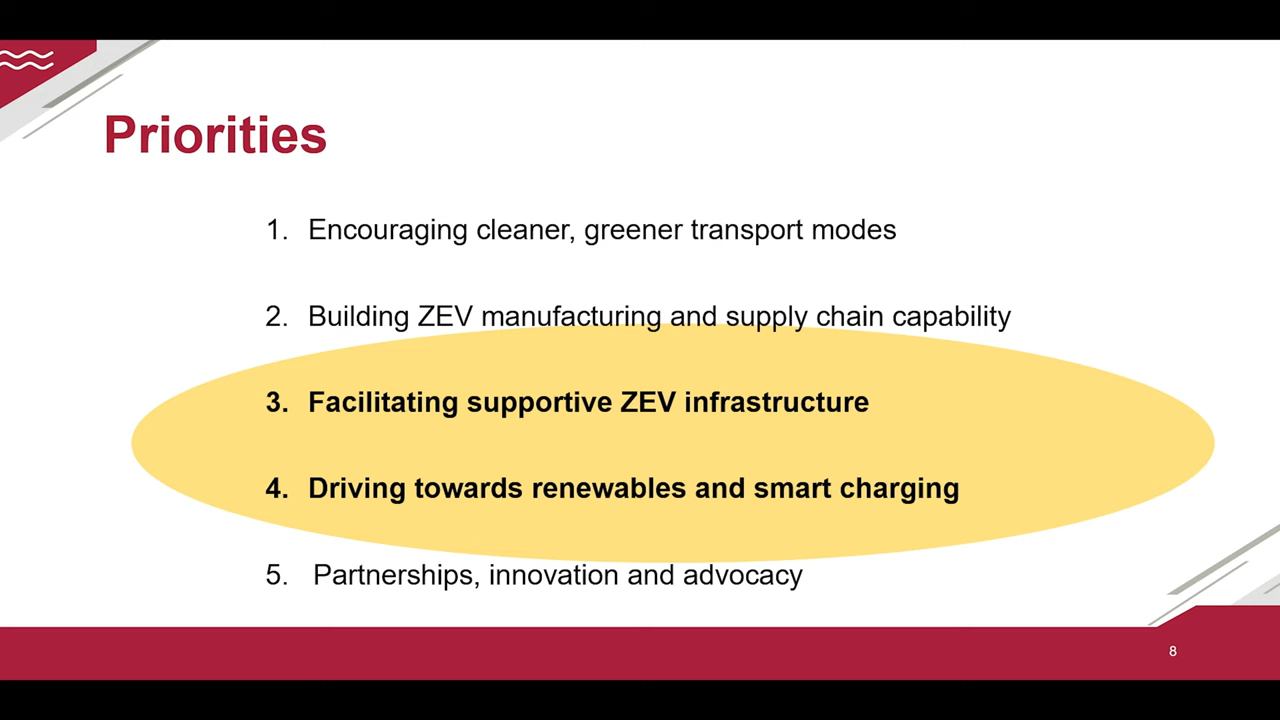 Priorities
1. Encouraging cleaner, greener transport modes
2. Building ZEV manufacturing and supply chain capability
3. Facilitating supportive ZEV infrastructure
4. Driving towards renewables and smart charging
5. Partnerships, innovation and advocacy
8